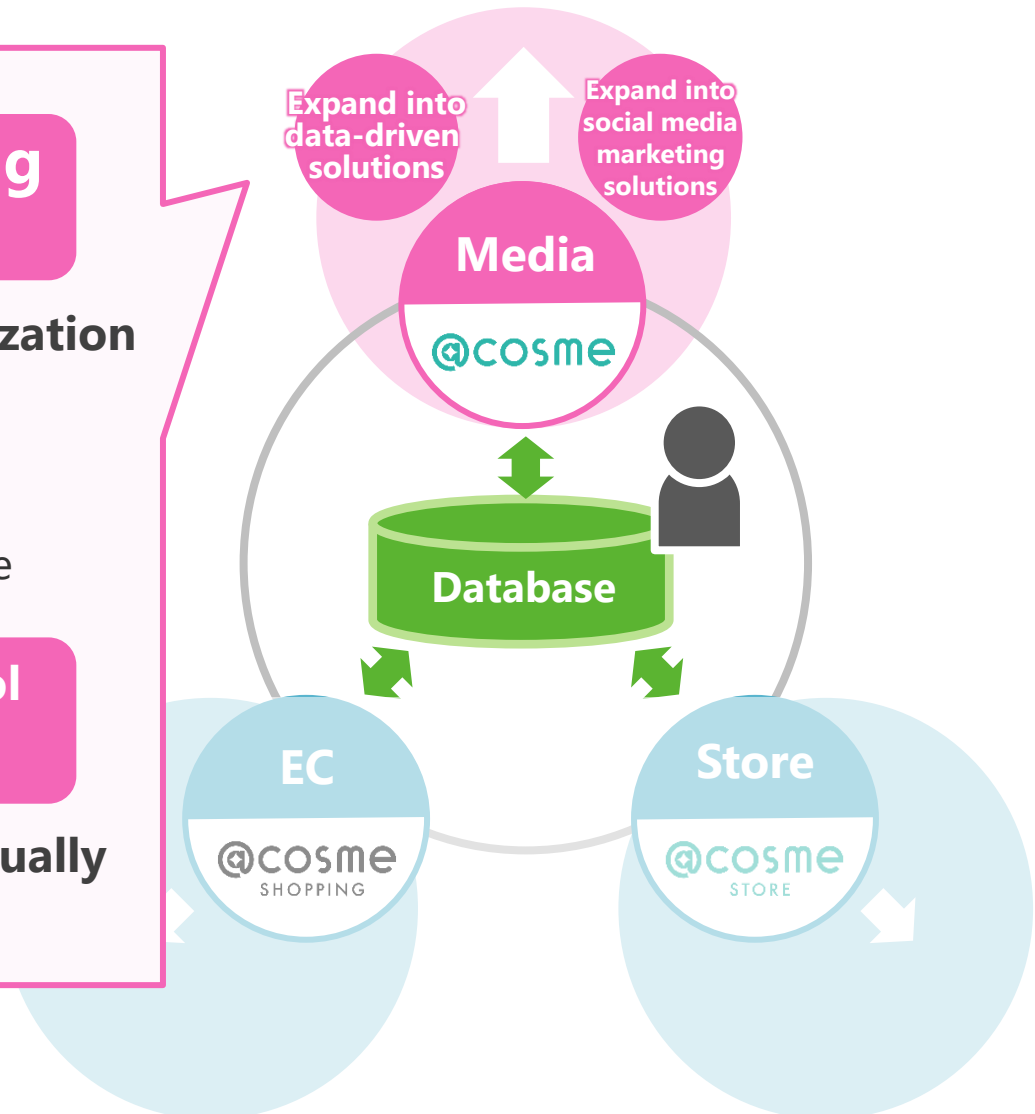 g
zation
e
ol
ually
Expand into
data-driven
solutions
Expand into
social media
marketing
solutions
Media
@cosme
Database
EC
@cosme
SHOPPING
Store
@cosme
STORE